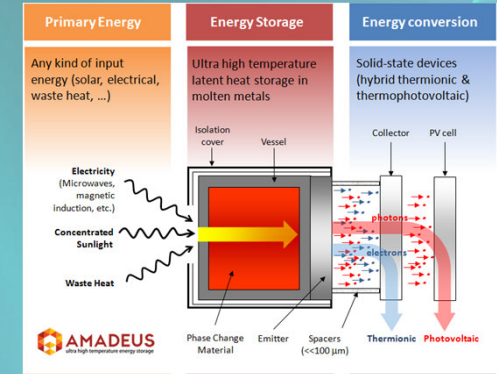 Primary Energy
Energy Storage
Energy conversion
Any kind of input
energy (solar, electrical,
waste heat, …)
Ultra high temperature
latent heat storage in
molten metals
Solid-state devices
(hybrid thermionic &
thermophotovoltaic)
Isolation
cover
Vessel
Collector
PV cell
Electricity
(Microwaves,
magnetic
induction, etc.)
Concentrated
Sunlight
Waste Heat
photons
electrons
Phase Change
Material
Emitter
Spacers
(<<100 µm)
Thermionic
Photovoltaic
AMADEUS
ultra high temperature energy storage